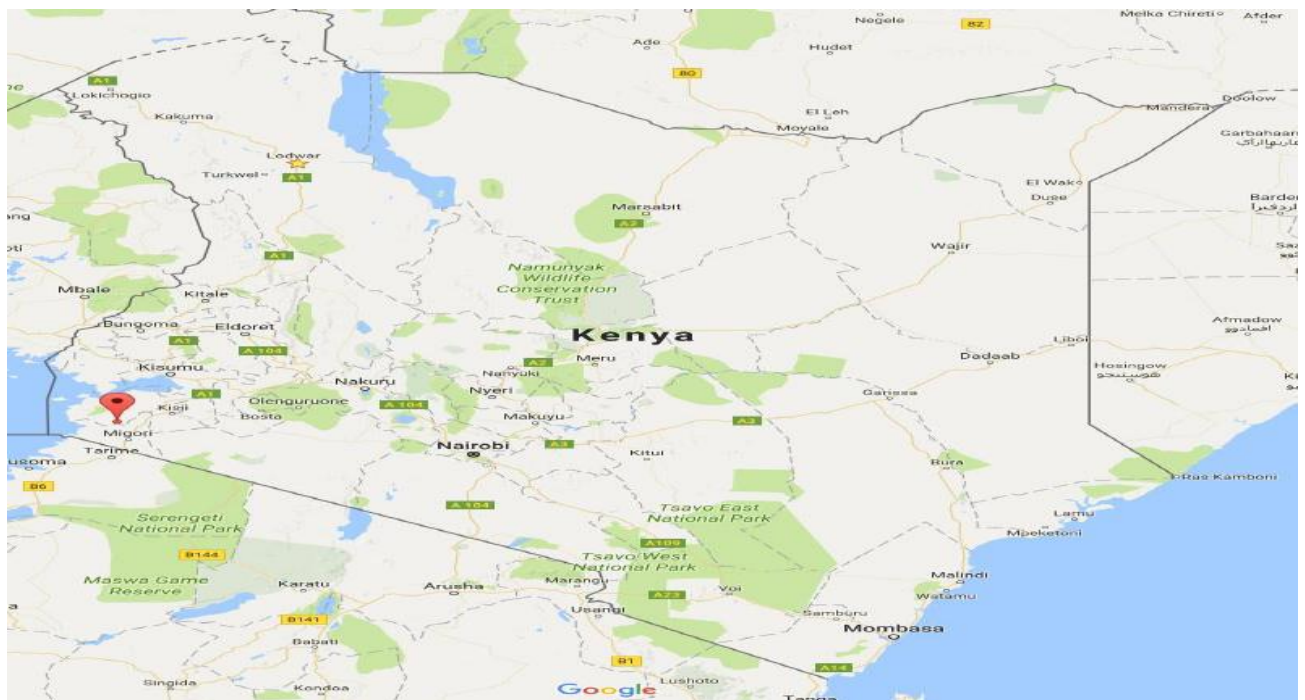 Negele
B2
Melka Chireti
Afder
Ade
Hudet
B0
A1
Lokichogio
Kakuma
El Leh
Moyale
Mandera
Doolow
Garbahaar
Lodwar
Turkwel
A1
El Wak
Duse
Marsabit
A2
Wajir
A1
Namunyak
Wildlife
Conservation
Trust
Mbale
Kitale
Bungoma
Eldoret
A1
A 104
Kenya
Afmadow
أفمادوو
Liboi
Dadaab
Hosingow
Kisumu
Nakuru
Nanyuki
A2
Meru
Nyeri
A1
Olenguruone
Bosta
Kisii
A 104
Makuyu
Garissa
A3
Migori
Tarime
Nairobi
A3
Kitui
Bura
Ras Kamboni
B6
Serengeti
National Park
A 104
Tsavo East
National Park
Lamu
Mpeketoni
A109
Tsavo West
National Park
B144
Maswa Game
Reserve
Karatu
Arusha
Marangu
A23
Voi
Malindi
Watamu
Usangi
Samburu
B141
Babati
Mombasa
B1
A14
Singida
Kondoa
Google
Lushoto
Tanga